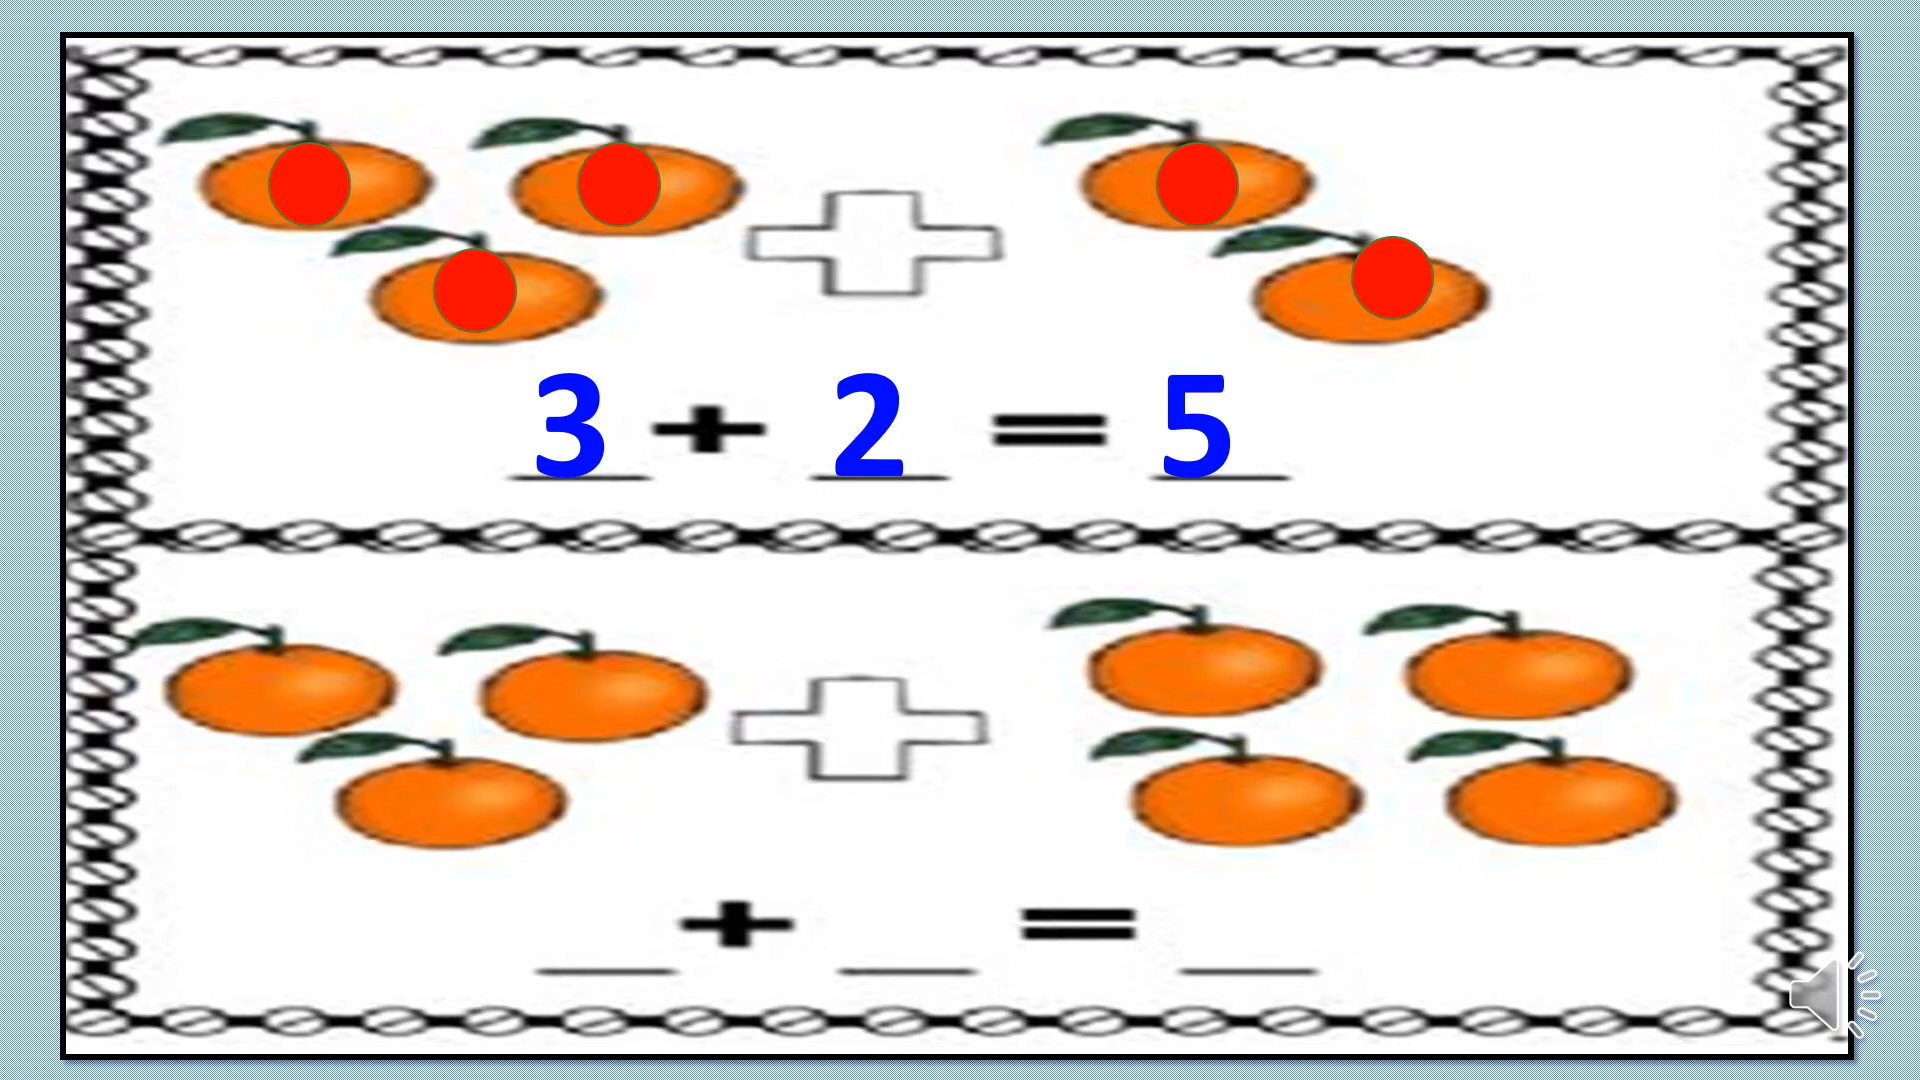 3 + 2 = 5
+ =